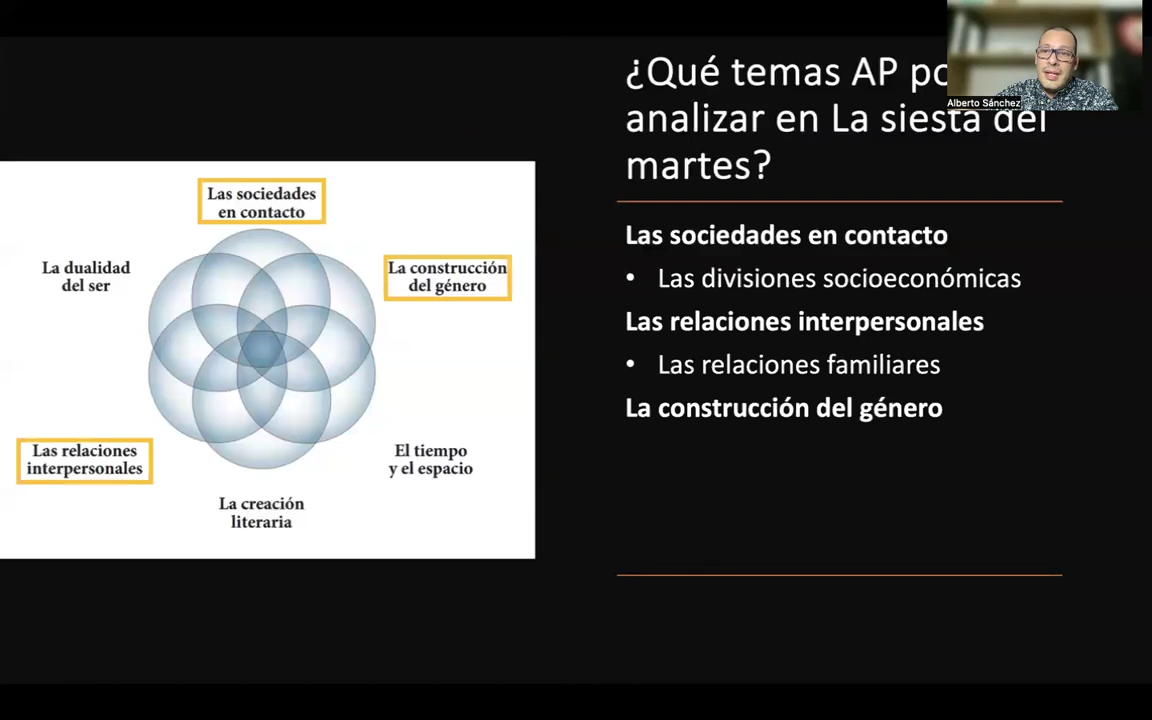 ¿Qué temas AP
analizar en La siesta del
martes?
Alberto Sánchez
Las sociedades
en contacto
La dualidad
del ser
La construcción
del género
Las relaciones
interpersonales
El tiempo
y el espacio
La creación
literaria
Las sociedades en contacto
• Las divisiones socioeconómicas
Las relaciones interpersonales
• Las relaciones familiares
La construcción del género